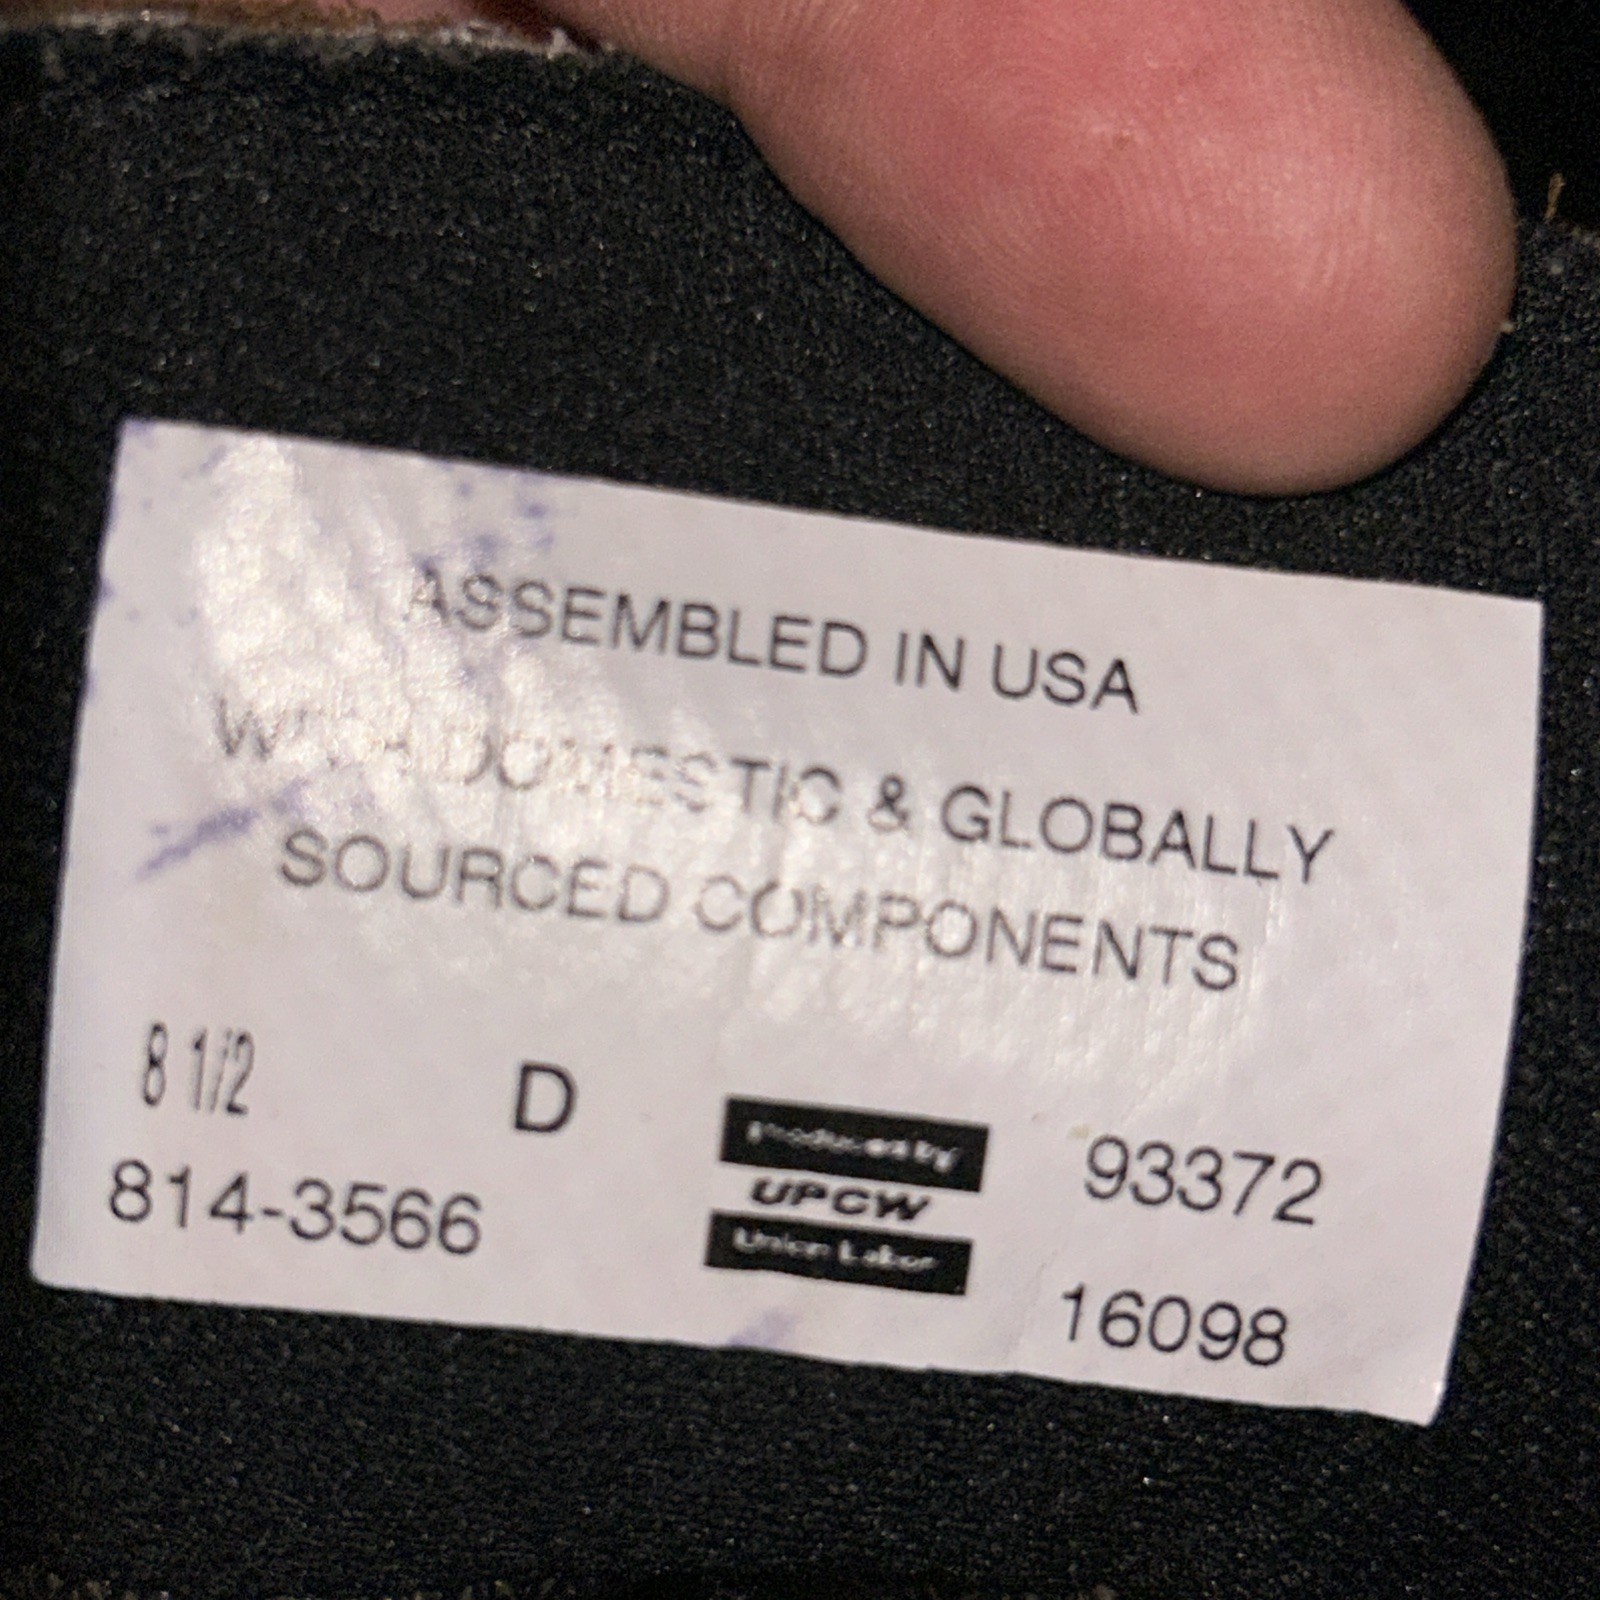 ASSEMBLED IN USA
WITH DOMESTIC & GLOBALLY
SOURCED COMPONENTS
8 1/2 D
814-3566
Produced by
UPCW
Union Labor
93372
16098